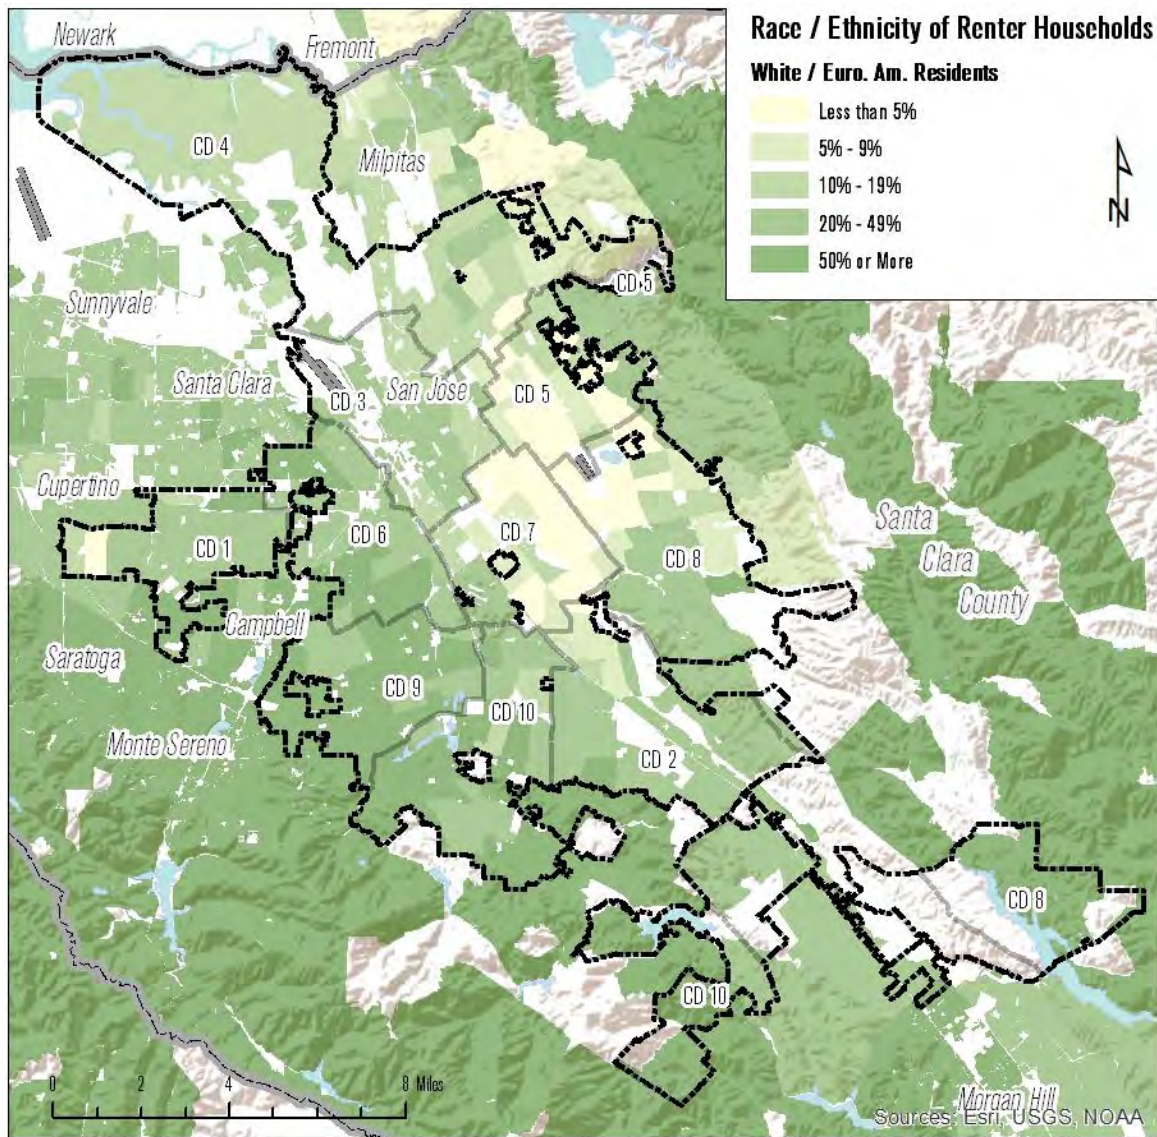 Race / Ethnicity of Renter Households
White / Euro. Am. Residents
Less than 5%
5% - 9%
10% - 19%
20% - 49%
50% or More
N
Newark
Fremont
CD 4
Milpitas
CD 5
Sunnyvale
Santa Clara
CD 3
San Jose
CD 5
Cupertino
CD 1
CD 6
CD 7
CD 8
Santa
Clara
County
Campbell
Saratoga
CD 9
CD 10
Monte Sereno
CD 2
CD 8
CD 10
0 2 4 8 Miles
Morgan Hill
Sources: Esri, USGS, NOAA